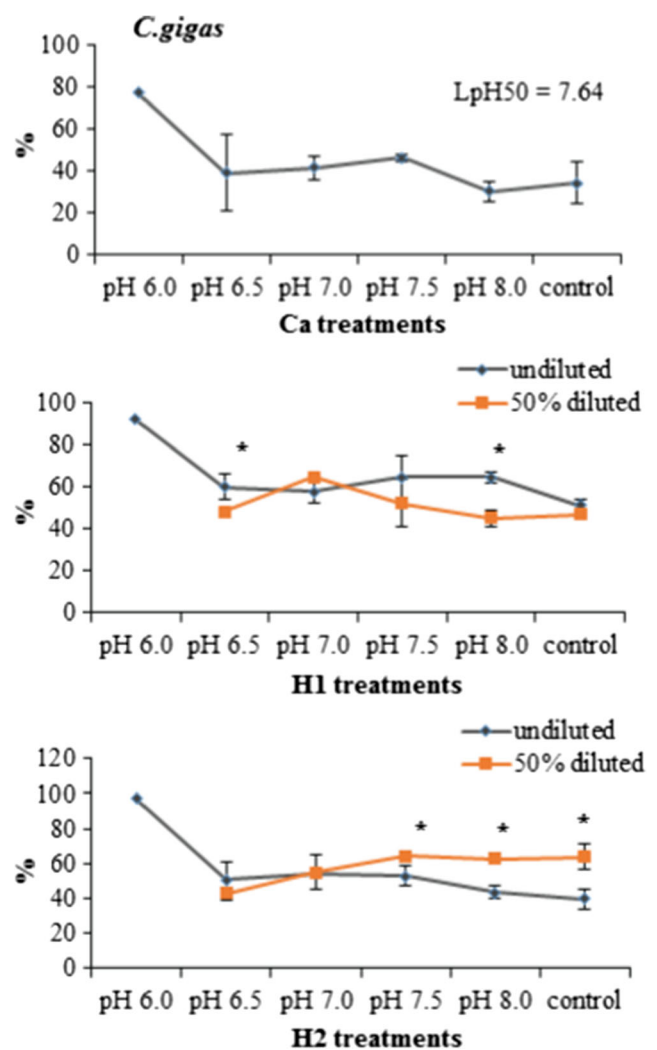 C.gigas
100
LpH50 = 7.64
80
60
%
40
20
0
pH 6.0 pH 6.5 pH 7.0 pH 7.5 pH 8.0 control
Ca treatments
undiluted
50% diluted
100
*
*
80
60
%
40
20
0
pH 6.0 pH 6.5 pH 7.0 pH 7.5 pH 8.0 control
H1 treatments
undiluted
50% diluted
120
100
*
*
*
80
60
%
40
20
0
pH 6.0 pH 6.5 pH 7.0 pH 7.5 pH 8.0 control
H2 treatments